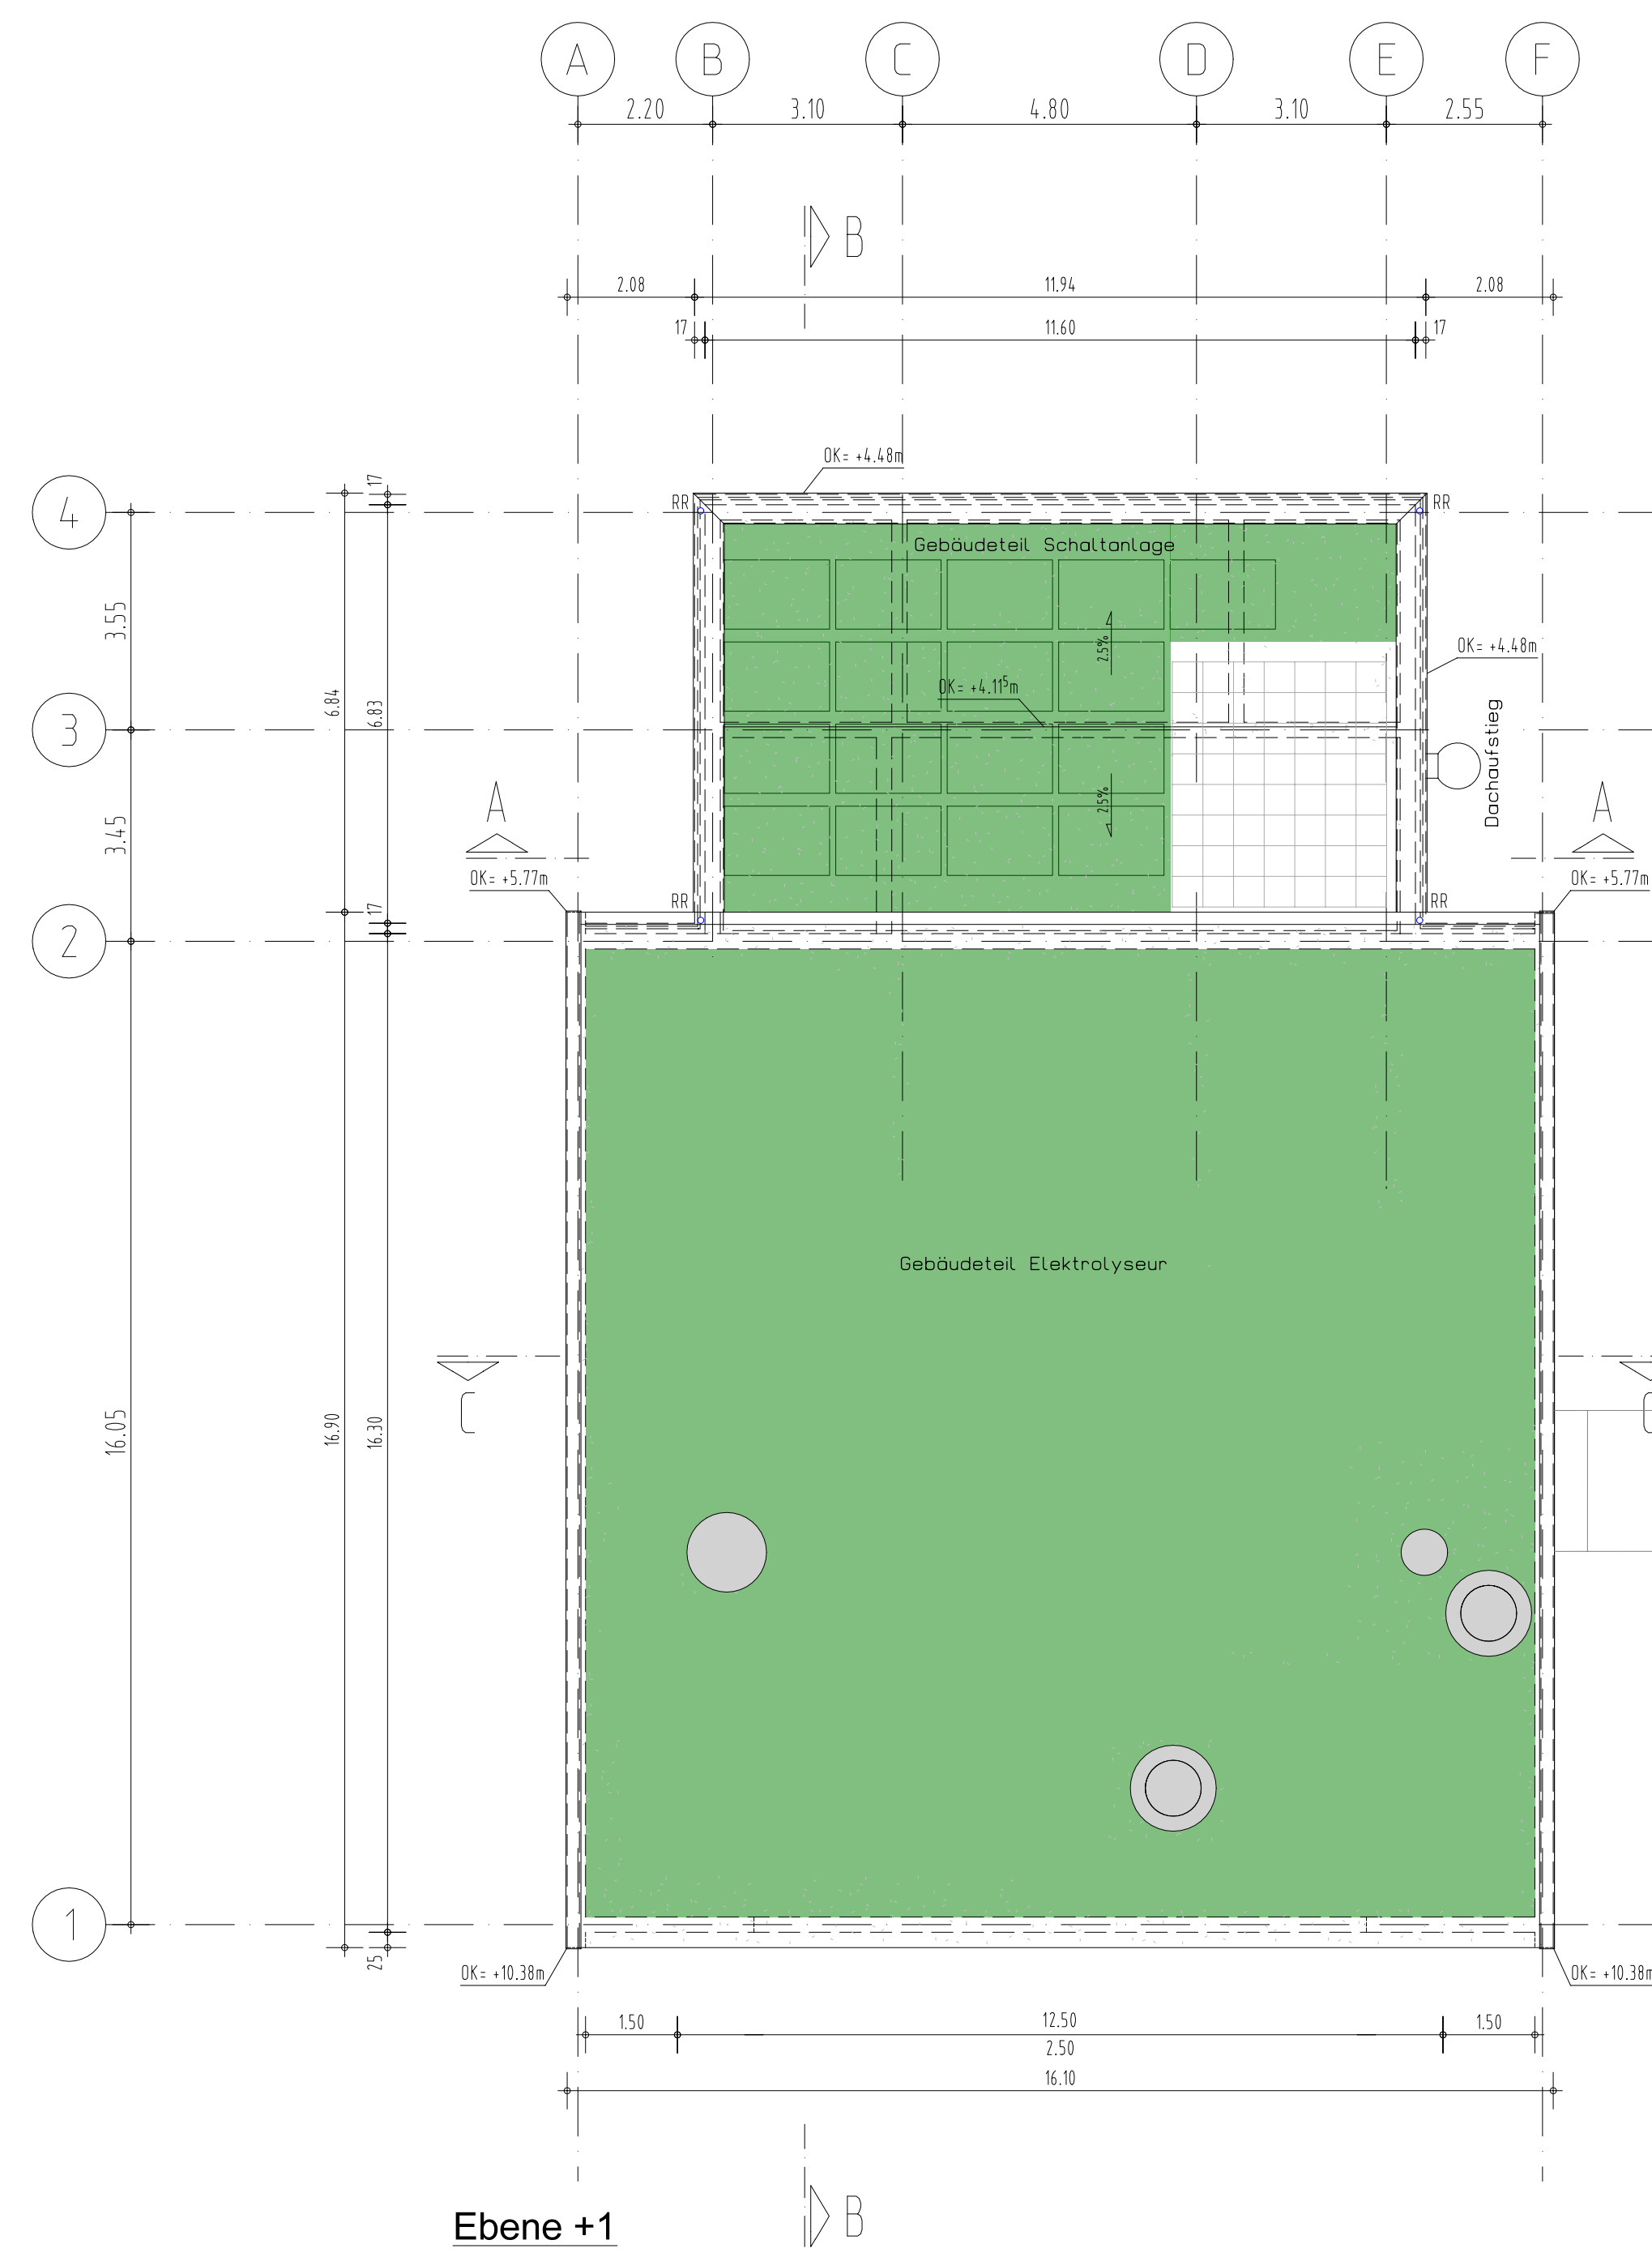 A B C D E F
2.20 3.10 4.80 3.10 2.55
B
2.08 11.94 2.08
17 11.60 17
OK= +4.48m
17
RR RR
4
Gebäudeteil Schaltanlage
3.55
2.5%
OK= +4.48m
OK= +4.11⁵m
6.84 6.83
3
Dachaufstieg
2.5%
A A
3.45
OK= +5.77m OK= +5.77m
17
RR RR
2
Gebäudeteil Elektrolyseur
C C
16.05 16.90 16.30
1
25
OK= +10.38m OK= +10.38m
1.50 12.50 1.50
2.50
16.10
B
Ebene +1